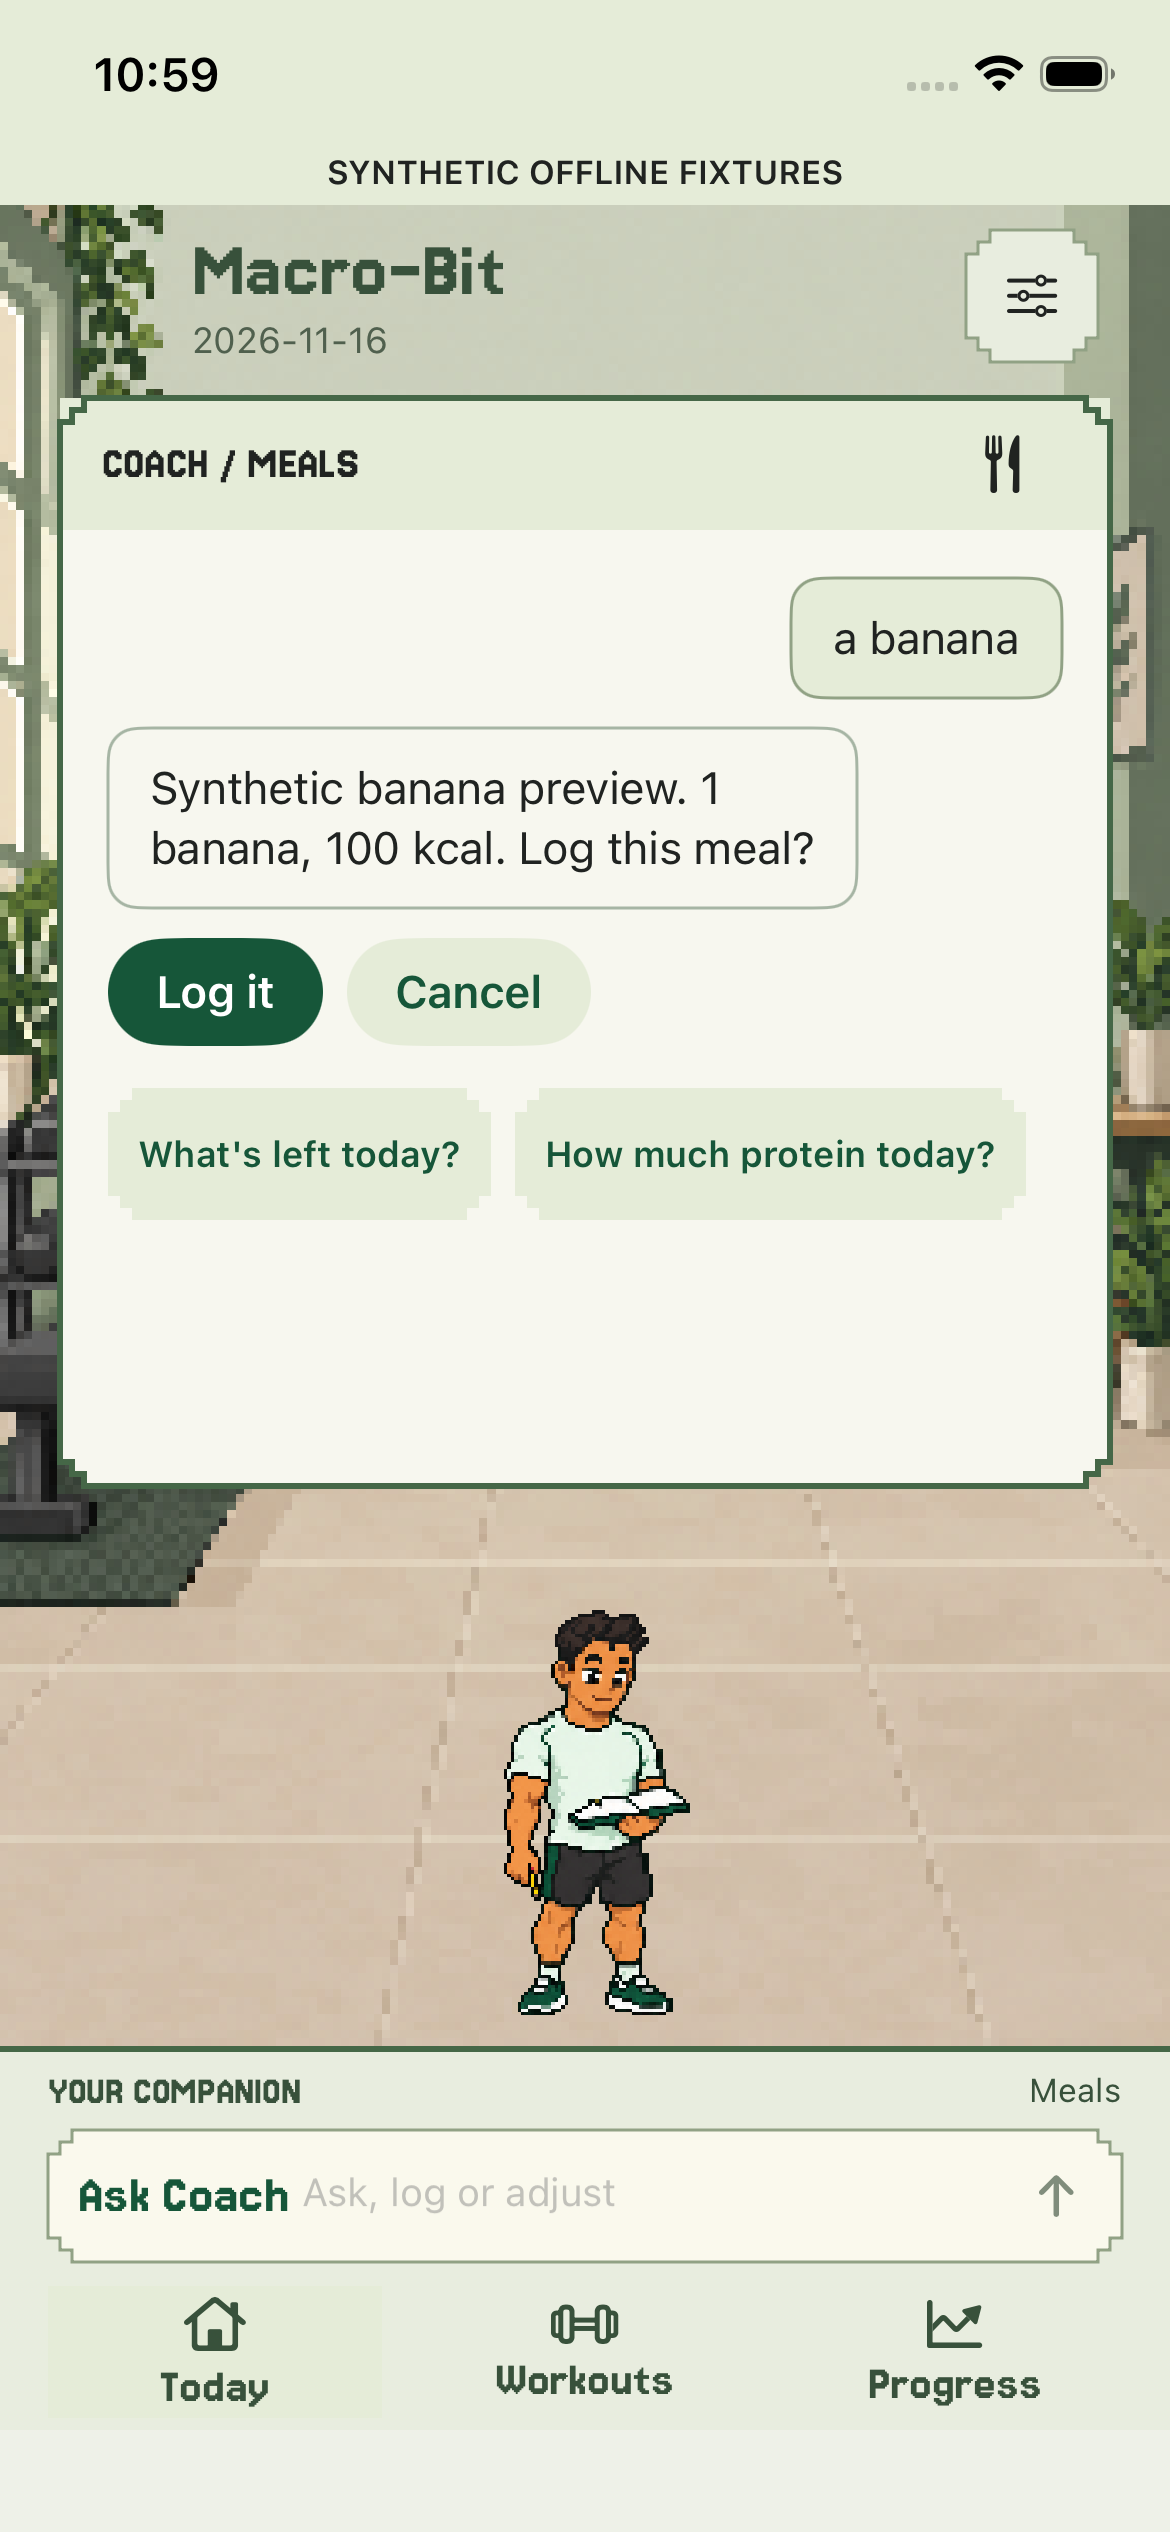 10:59
SYNTHETIC OFFLINE FIXTURES
Macro-Bit
2026-11-16
COACH / MEALS
a banana
Synthetic banana preview. 1
banana, 100 kcal. Log this meal?
Log it
Cancel
What's left today?
How much protein today?
YOUR COMPANION
Meals
Ask Coach
Ask, log or adjust
Today
Workouts
Progress